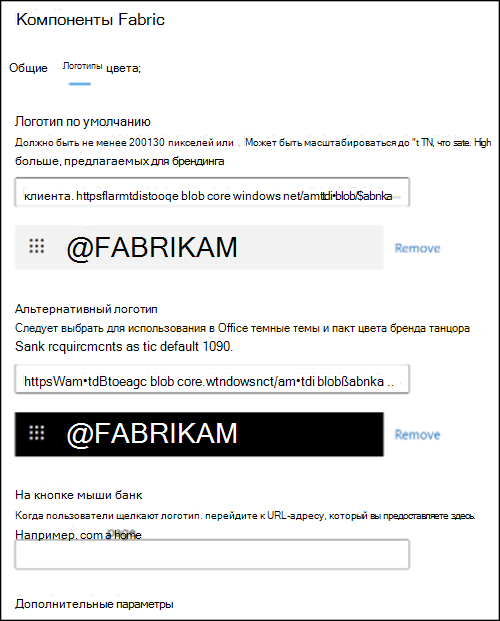 Компоненты Fabric
Общие Логотипы цвета;
Логотип по умолчанию
Должно быть не менее 200130 пикселей или . Может быть масштабироваться до "t TN, что sate. High
больше, предлагаемых для брендинга
клиента. httpsflarmtdistooqe blob core windows net/amttdi•blob/$abnka
@FABRIKAM Remove
Альтернативный логотип
Следует выбрать для использования в Office темные темы и пакт цвета бренда танцора
Sank rcquircmcnts as tic default 1090.
httpsWam•tdBtoeagc blob core.wtndowsnct/am•tdi blobßabnka ..
@FABRIKAM Remove
На кнопке мыши банк
Когда пользователи щелкают логотип. перейдите к URL-адресу, который вы предоставляете здесь.
Например, com a home
Дополнительные параметры